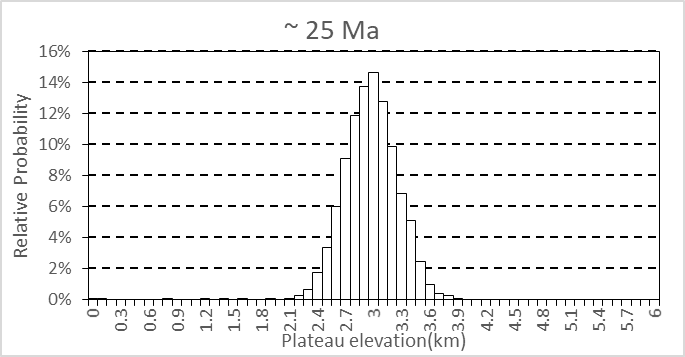 ~ 25 Ma
16%
14%
12%
10%
8%
6%
4%
2%
0%
Relative Probability
0 0.3 0.6 0.9 1.2 1.5 1.8 2.1 2.4 2.7 3 3.3 3.6 3.9 4.2 4.5 4.8 5.1 5.4 5.7 6
Plateau elevation(km)